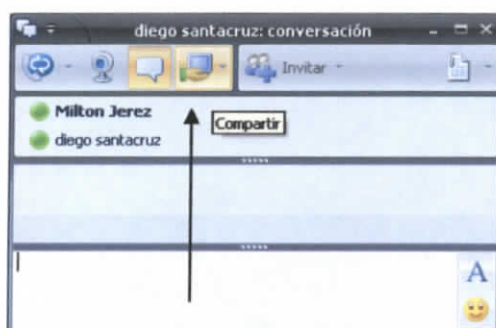 diego santacruz: conversación
Invitar
Milton Jerez
Compartir
diego santacruz
A